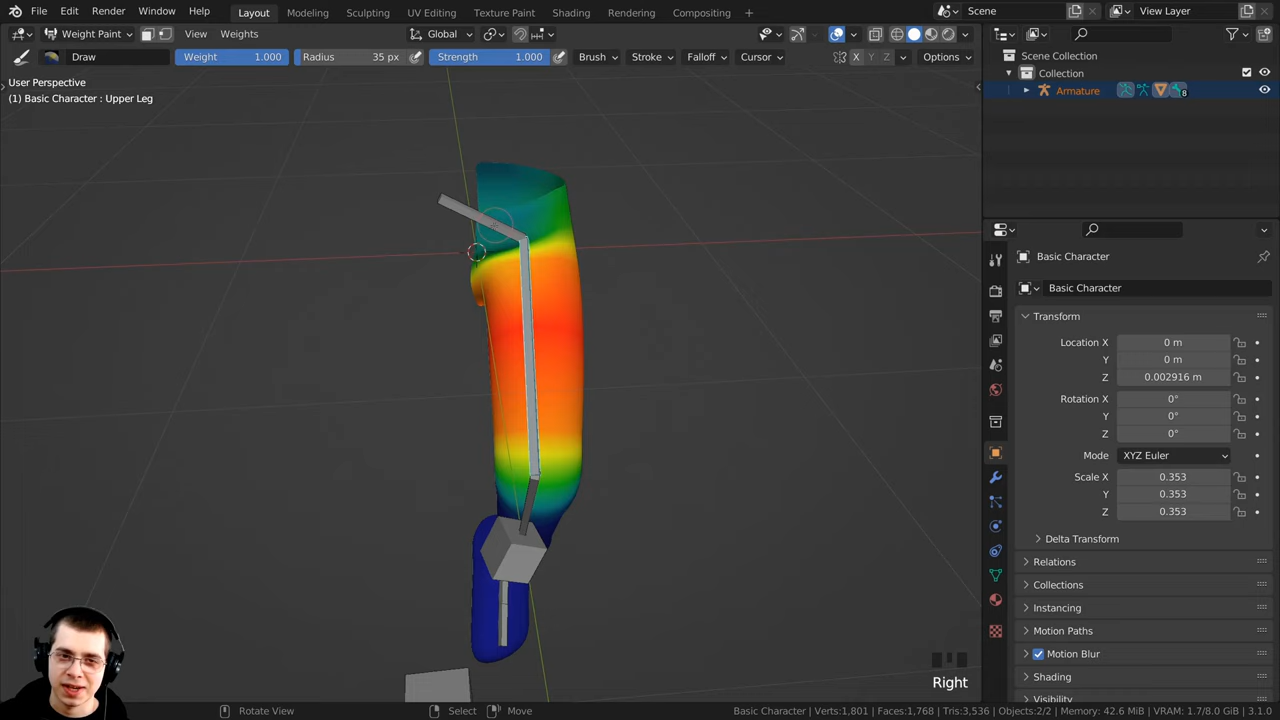 File Edit Render Window Help Layout Modeling Sculpting UV Editing Texture Paint Shading Rendering Compositing + Scene View Layer
Weight Paint View Weights Global
Draw Weight 1.000 Radius 35 px Strength 1.000 Brush Stroke Falloff Cursor X Y Z Options
User Perspective
(1) Basic Character : Upper Leg
Scene Collection
Collection
Armature 8
Basic Character
Basic Character
Transform
Location X 0 m
Y 0 m
Z 0.002916 m
Rotation X 0°
Y 0°
Z 0°
Mode XYZ Euler
Scale X 0.353
Y 0.353
Z 0.353
Delta Transform
Relations
Collections
Instancing
Motion Paths
Motion Blur
Shading
Visibility
Right
Rotate View Select Move Basic Character | Verts:1,801 | Faces:1,768 | Tris:3,536 | Objects:2/2 | Memory: 42.6 MiB | VRAM: 1.7/8.0 GiB | 3.1.0